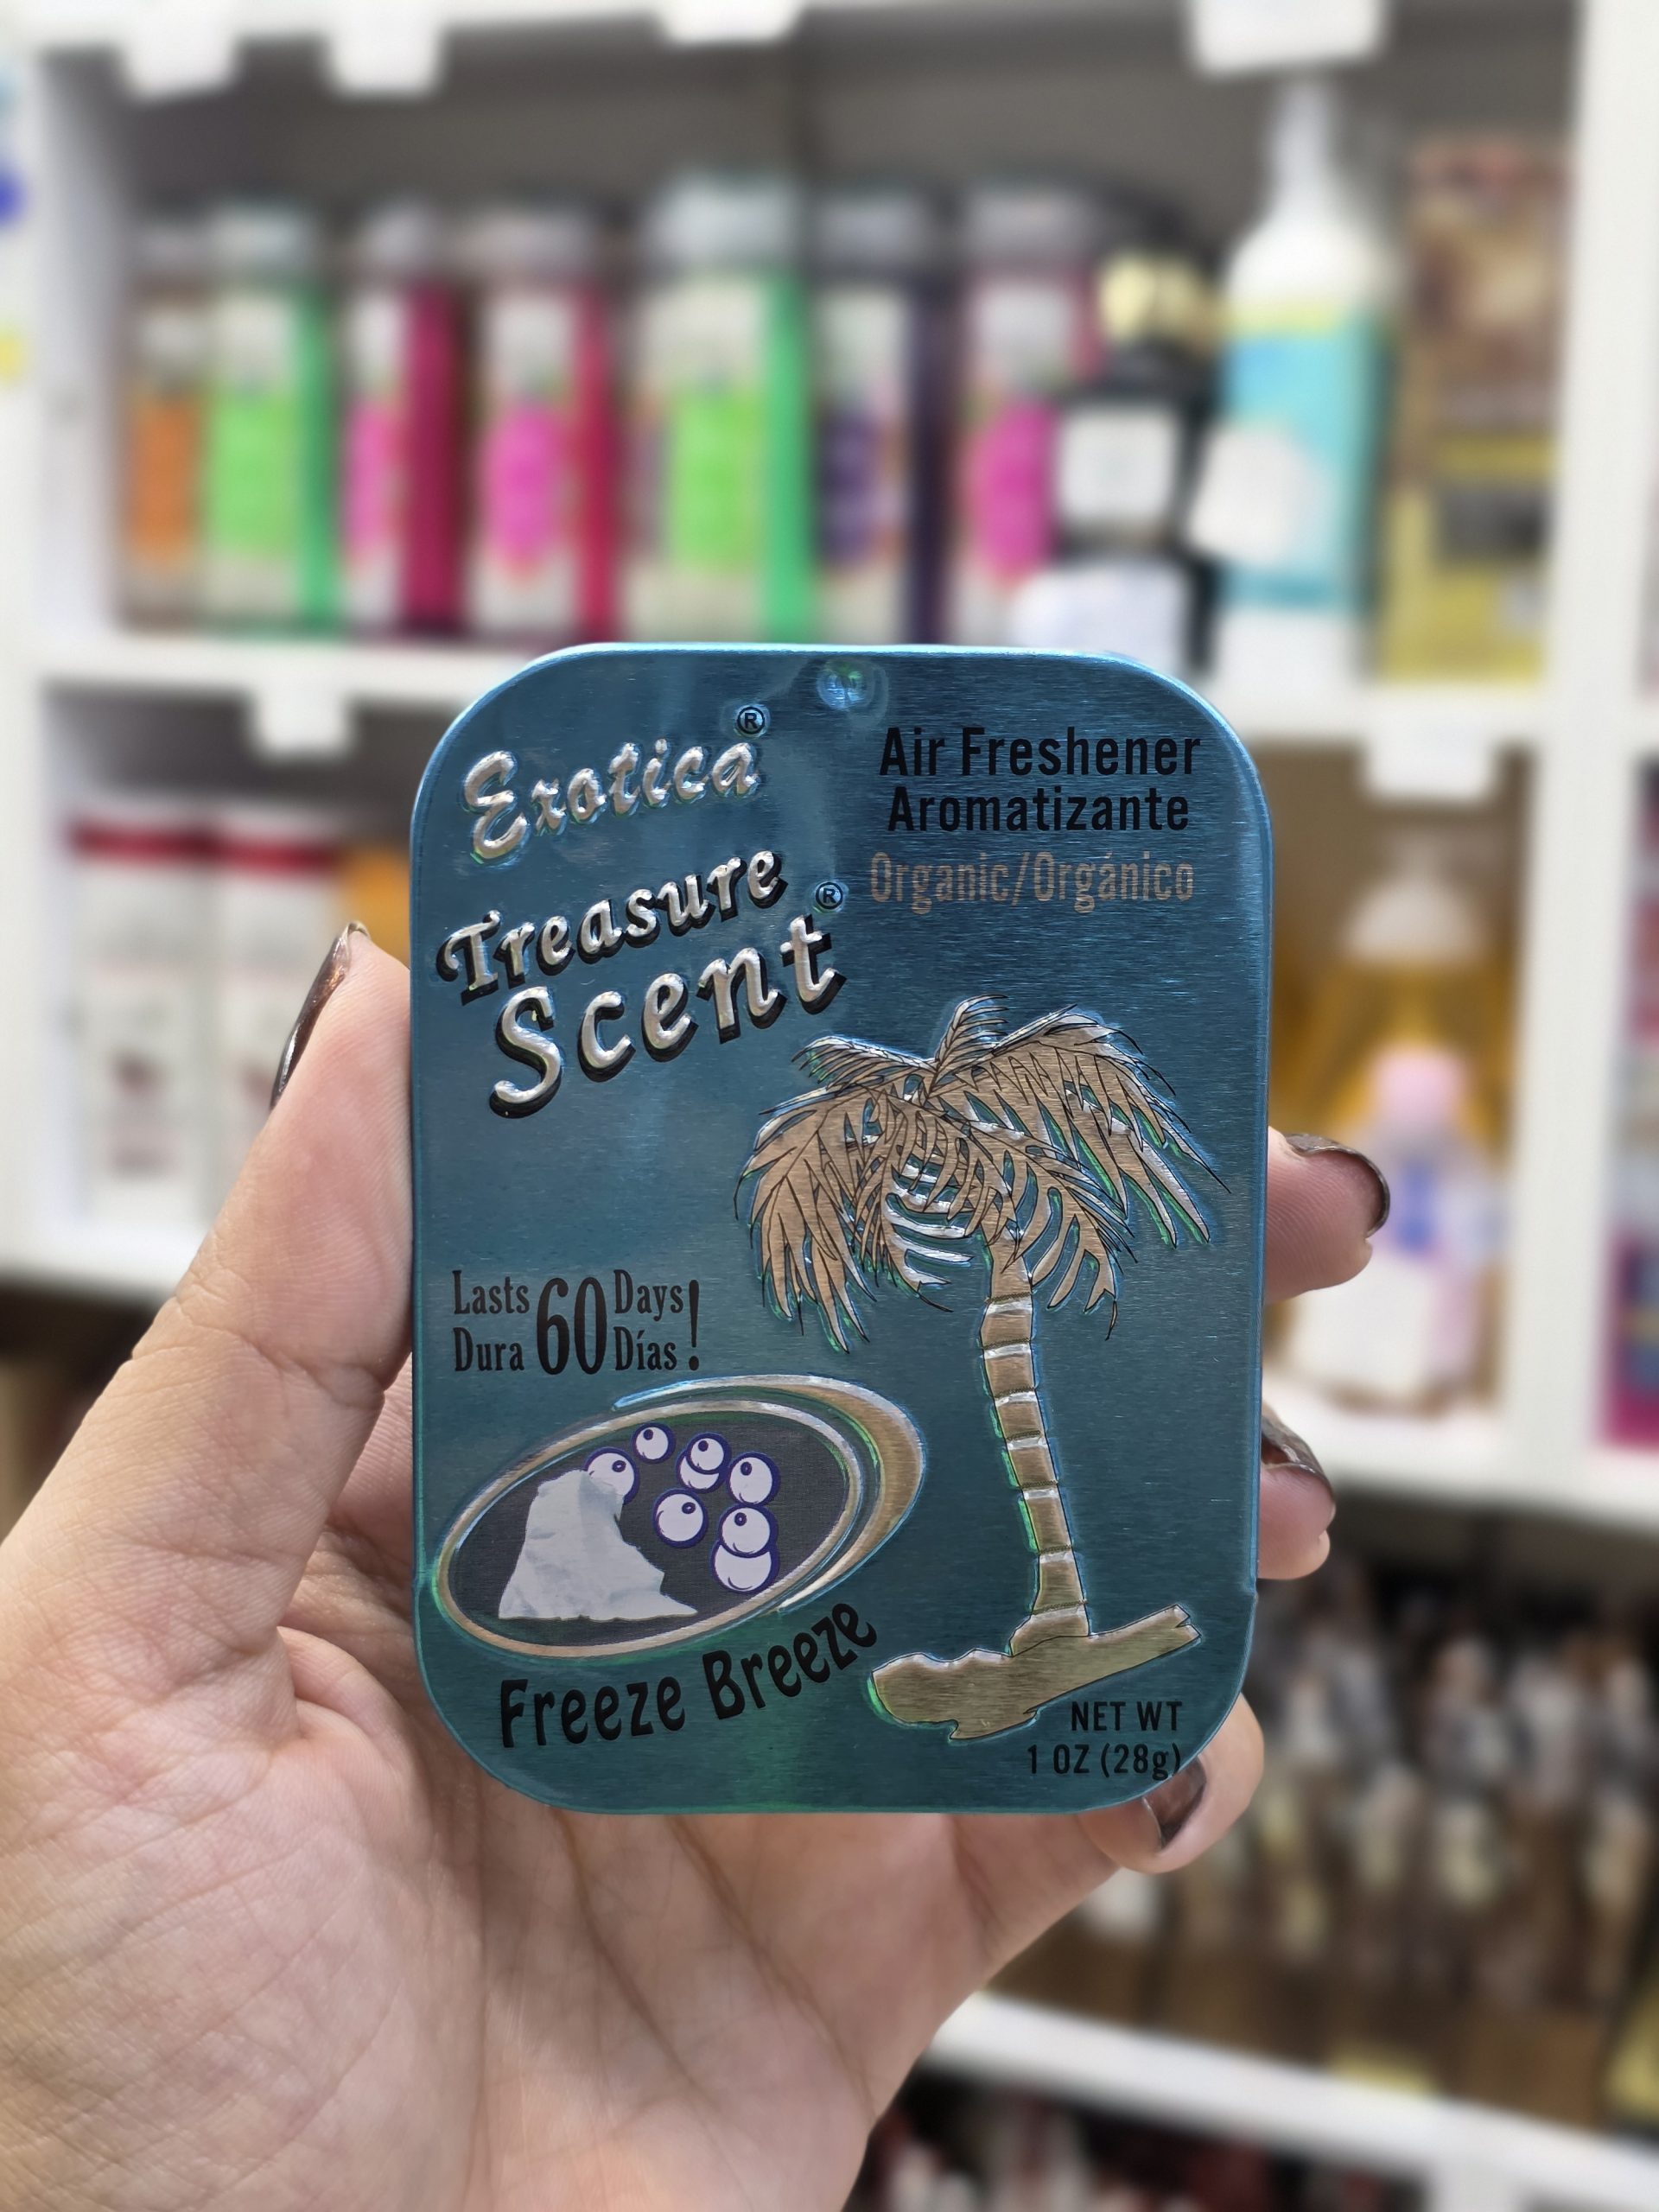 Exotica®
Treasure
Scent®
Air Freshener
Aromatizante
Organic/Orgánico
Lasts 60 Days!
Dura 60 Días!
Freeze Breeze
NET WT
1 OZ (28g)